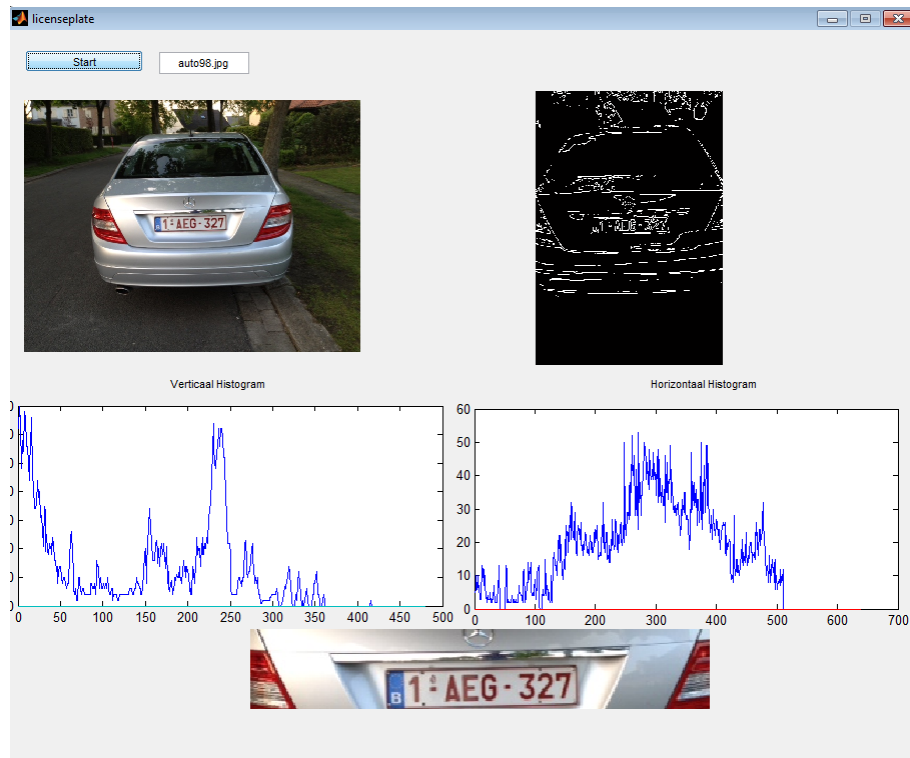 licenseplate
Start
auto98.jpg
B 1-AEG-327
Verticaal Histogram
Horizontaal Histogram
0 50 100 150 200 250 300 350 400 450 500
60
50
40
30
20
10
0
0 100 200 300 400 500 600 700
B 1-AEG-327